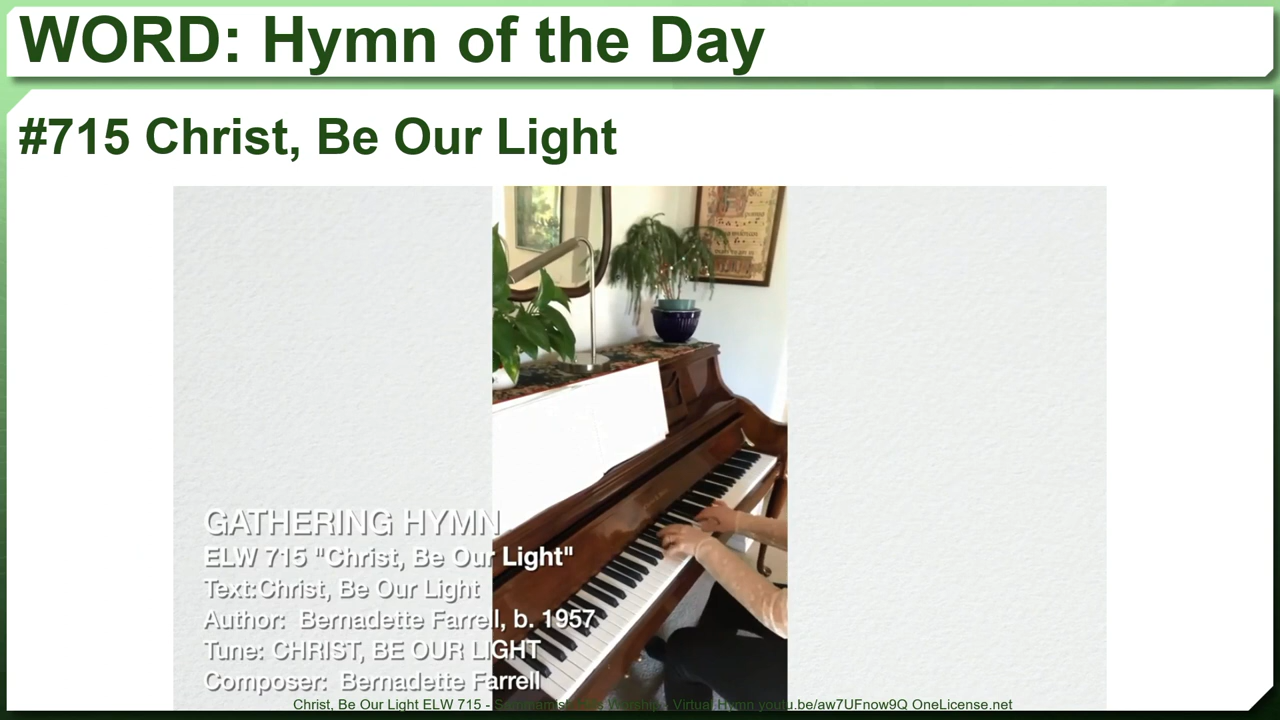 WORD: Hymn of the Day
#715 Christ, Be Our Light
GATHERING HYMN
ELW 715 "Christ, Be Our Light"
Text:Christ, Be Our Light
Author: Bernadette Farrell, b. 1957
Tune: CHRIST, BE OUR LIGHT
Composer: Bernadette Farrell
Christ, Be Our Light ELW 715 - Worship - Virtual Hymn youtu.be/aw7UFnow9Q OneLicense.net